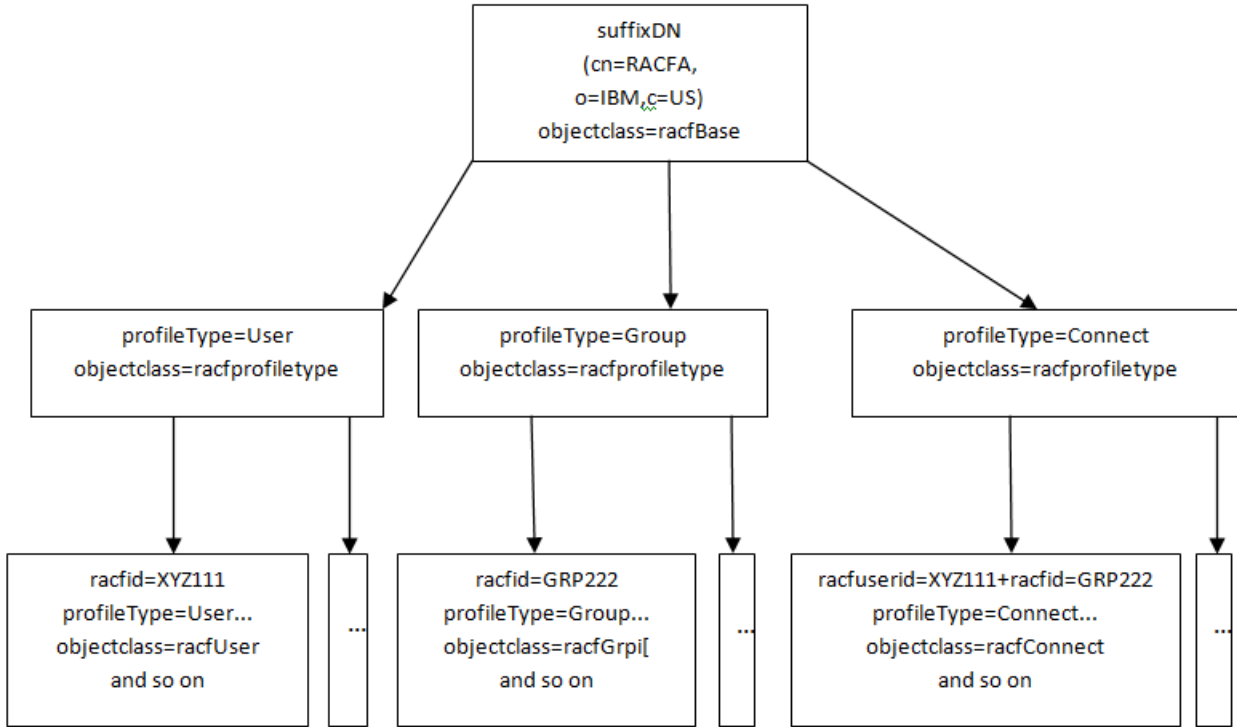 suffixDN
(cn=RACFA,
o=IBM,c=US)
objectclass=racfBase
profileType=User
objectclass=racfprofiletype
profileType=Group
objectclass=racfprofiletype
profileType=Connect
objectclass=racfprofiletype
racfid=XYZ111
profileType=User...
objectclass=racfUser
and so on
...
racfid=GRP222
profileType=Group...
objectclass=racfGrpi[
and so on
...
racfuserid=XYZ111+racfid=GRP222
profileType=Connect...
objectclass=racfConnect
and so on
...